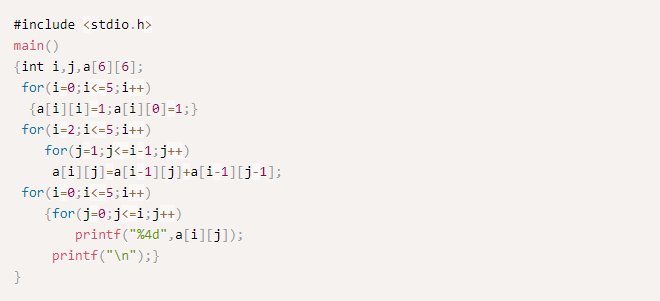 #include <stdio.h>
main()
{int i,j,a[6][6];
 for(i=0;i<=5;i++)
  {a[i][i]=1;a[i][0]=1;}
 for(i=2;i<=5;i++)
    for(j=1;j<=i-1;j++)
     a[i][j]=a[i-1][j]+a[i-1][j-1];
 for(i=0;i<=5;i++)
    {for(j=0;j<=i;j++)
        printf("%4d",a[i][j]);
     printf("\n");}
}